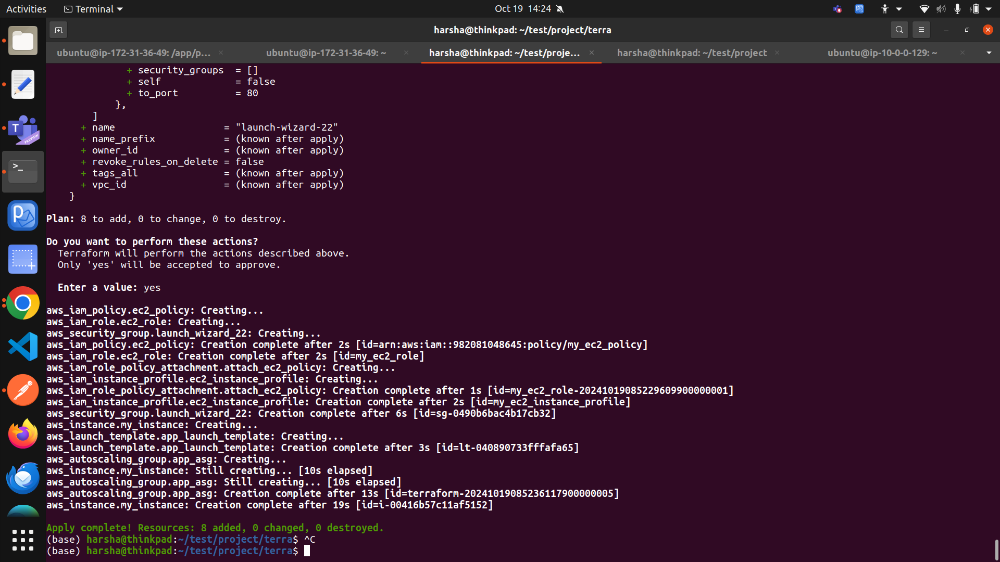 Activities
Terminal
Oct 19 14:24
harsha@thinkpad: ~/test/project/terra
ubuntu@ip-172-31-36-49: /app/p...
ubuntu@ip-172-31-36-49: ~
harsha@thinkpad: ~/test/proje...
harsha@thinkpad: ~/test/project
ubuntu@ip-10-0-0-129: ~
+ security_groups  = []
+ self             = false
+ to_port          = 80
},
]
+ name                   = "launch-wizard-22"
+ name_prefix            = (known after apply)
+ owner_id               = (known after apply)
+ revoke_rules_on_delete = false
+ tags_all               = (known after apply)
+ vpc_id                 = (known after apply)
}
Plan: 8 to add, 0 to change, 0 to destroy.
Do you want to perform these actions?
Terraform will perform the actions described above.
Only 'yes' will be accepted to approve.
Enter a value: yes
aws_iam_policy.ec2_policy: Creating...
aws_iam_role.ec2_role: Creating...
aws_security_group.launch_wizard_22: Creating...
aws_iam_policy.ec2_policy: Creation complete after 2s [id=arn:aws:iam::982081048645:policy/my_ec2_policy]
aws_iam_role.ec2_role: Creation complete after 2s [id=my_ec2_role]
aws_iam_role_policy_attachment.attach_ec2_policy: Creating...
aws_iam_instance_profile.ec2_instance_profile: Creating...
aws_iam_role_policy_attachment.attach_ec2_policy: Creation complete after 1s [id=my_ec2_role-20241019085229609900000001]
aws_iam_instance_profile.ec2_instance_profile: Creation complete after 2s [id=my_ec2_instance_profile]
aws_security_group.launch_wizard_22: Creation complete after 6s [id=sg-0490b6bac4b17cb32]
aws_instance.my_instance: Creating...
aws_launch_template.app_launch_template: Creating...
aws_launch_template.app_launch_template: Creation complete after 3s [id=lt-040890733fffafa65]
aws_autoscaling_group.app_asg: Creating...
aws_instance.my_instance: Still creating... [10s elapsed]
aws_autoscaling_group.app_asg: Still creating... [10s elapsed]
aws_autoscaling_group.app_asg: Creation complete after 13s [id=terraform-20241019085236117900000005]
aws_instance.my_instance: Creation complete after 19s [id=i-00416b57c11af5152]
Apply complete! Resources: 8 added, 0 changed, 0 destroyed.
(base) harsha@thinkpad:~/test/project/terra$ ^C
(base) harsha@thinkpad:~/test/project/terra$